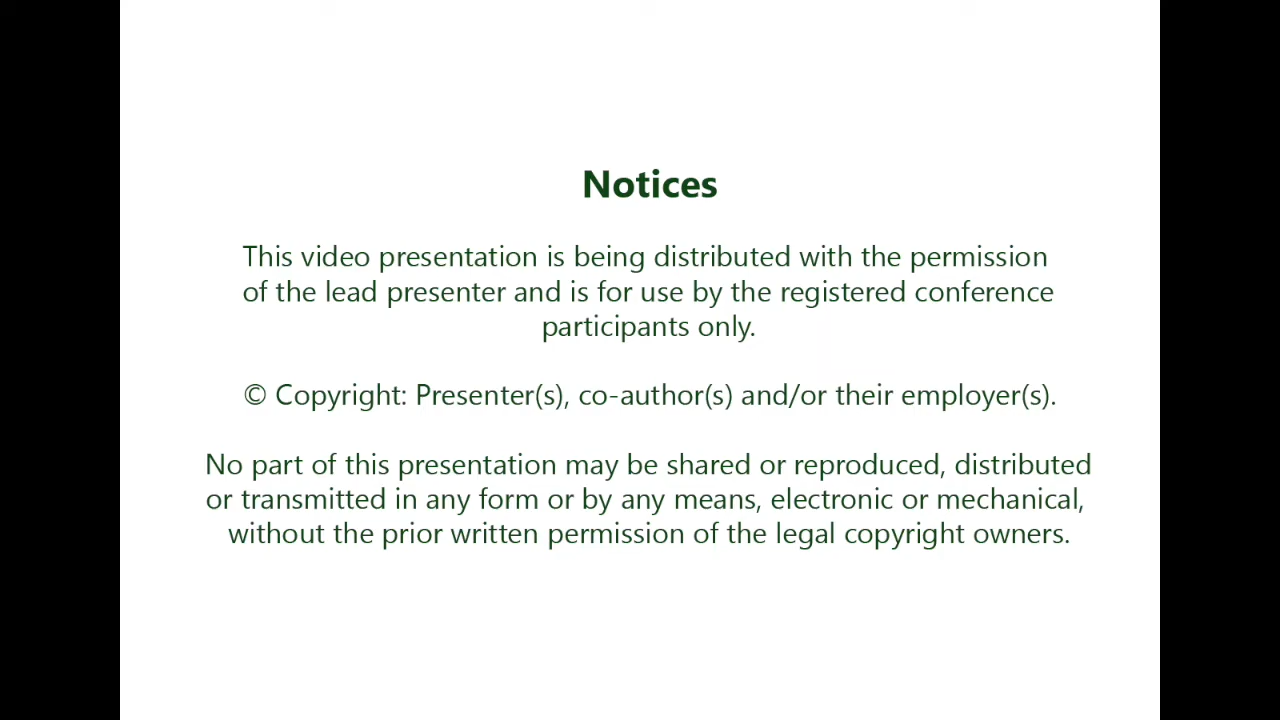 Notices
This video presentation is being distributed with the permission
of the lead presenter and is for use by the registered conference
participants only.
© Copyright: Presenter(s), co-author(s) and/or their employer(s).
No part of this presentation may be shared or reproduced, distributed
or transmitted in any form or by any means, electronic or mechanical,
without the prior written permission of the legal copyright owners.